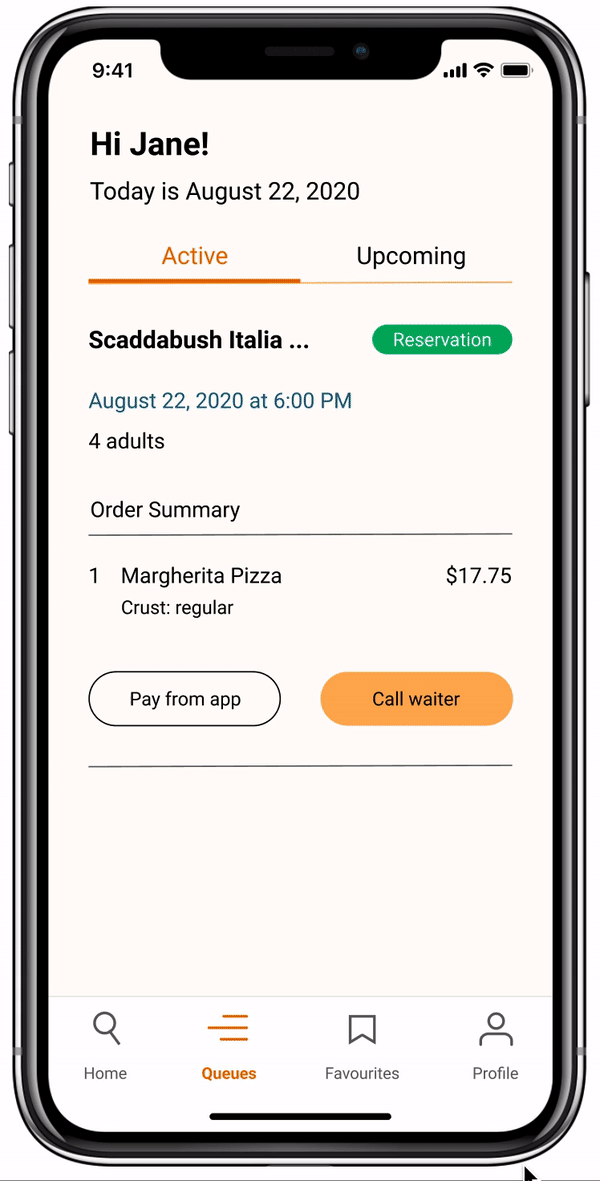 9:41
Hi Jane!
Today is August 22, 2020
Active Upcoming
Scaddabush Italia ... Reservation
August 22, 2020 at 6:00 PM
4 adults
Order Summary
1 Margherita Pizza $17.75
Crust: regular
Pay from app Call waiter
Home Queues Favourites Profile